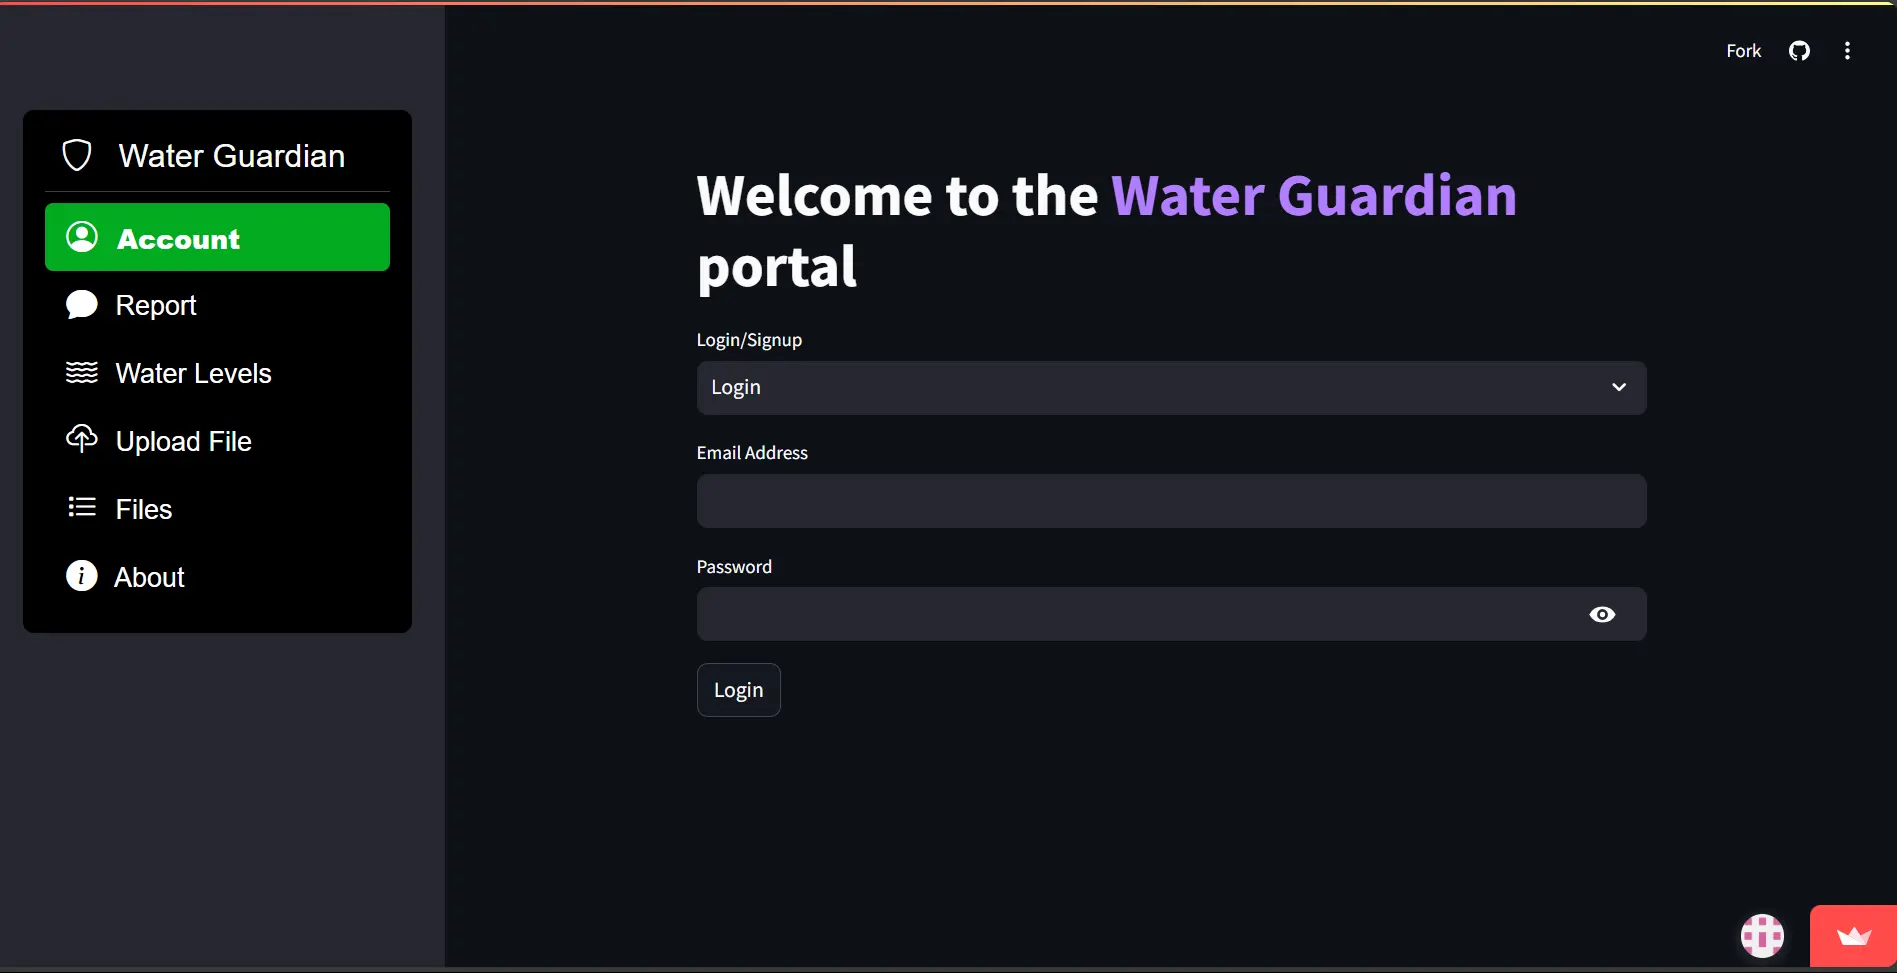 Fork
Water Guardian
Account
Report
Water Levels
Upload File
Files
About
Welcome to the Water Guardian
portal
Login/Signup
Login
Email Address
Password
Login